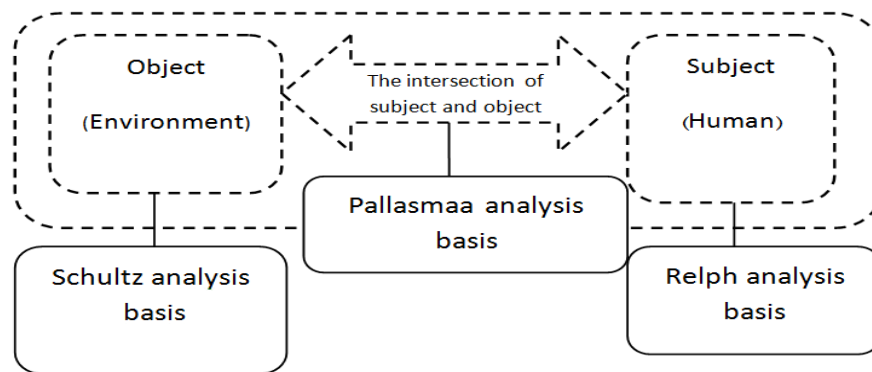 Object
(Environment)
The intersection of
subject and object
Subject
(Human)
Pallasmaa analysis
basis
Schultz analysis
basis
Relph analysis
basis